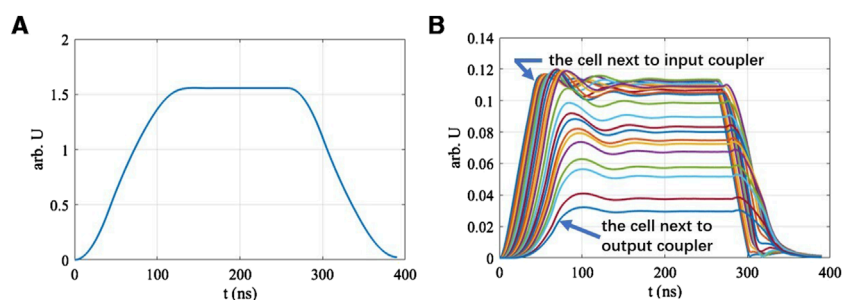 A
2
1.5
1
0.5
0
arb. U
0
100
200
300
400
t (ns)
B
0.14
0.12
0.1
0.08
0.06
0.04
0.02
0
arb. U
the cell next to input coupler
the cell next to
output coupler
0
100
200
300
400
t (ns)